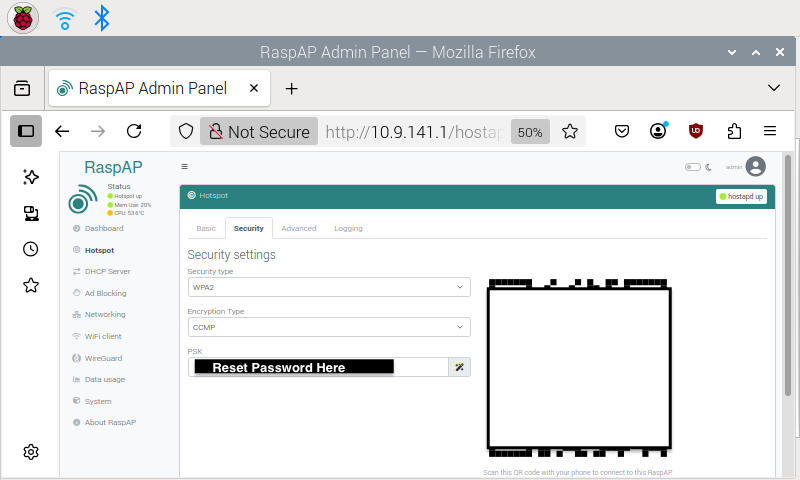 RaspAP Admin Panel — Mozilla Firefox
RaspAP Admin Panel
Not Secure
http://10.9.141.1/hostap
50%
RaspAP
Status
Hotspot up
Mem Use: 20%
CPU: 53.6°C
Dashboard
Hotspot
DHCP Server
Ad Blocking
Networking
WiFi client
WireGuard
Data usage
System
About RaspAP
admin
Hotspot
hostapd up
Basic
Security
Advanced
Logging
Security settings
Security type
WPA2
Encryption Type
CCMP
PSK
Reset Password Here
Scan this QR code with your phone to connect to this RaspAP.